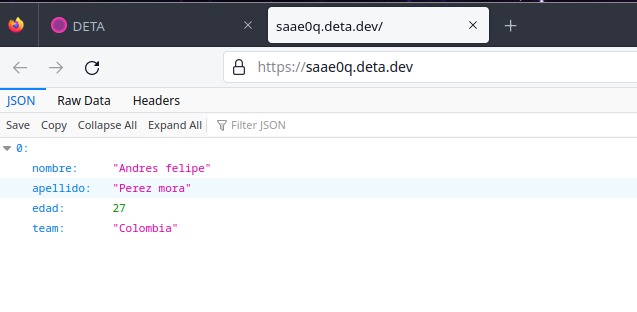 DETA
saae0q.deta.dev/
https://saae0q.deta.dev
JSON Raw Data Headers
Save Copy Collapse All Expand All Filter JSON
0:
nombre: "Andres felipe"
apellido: "Perez mora"
edad: 27
team: "Colombia"